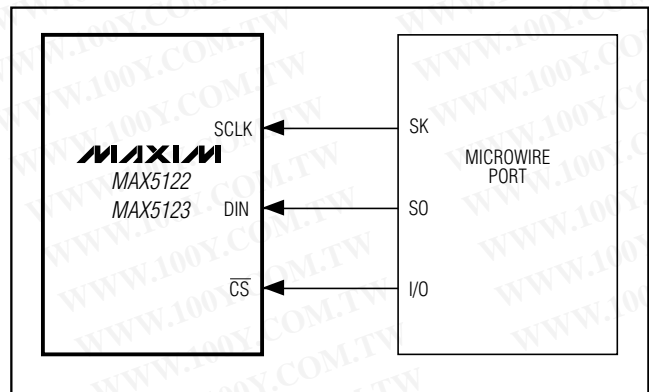 SCLK
MAXIM
MAX5122
MAX5123
DIN
CS
SK
SO
I/O
MICROWIRE
PORT
WWW.100Y.COM.TW